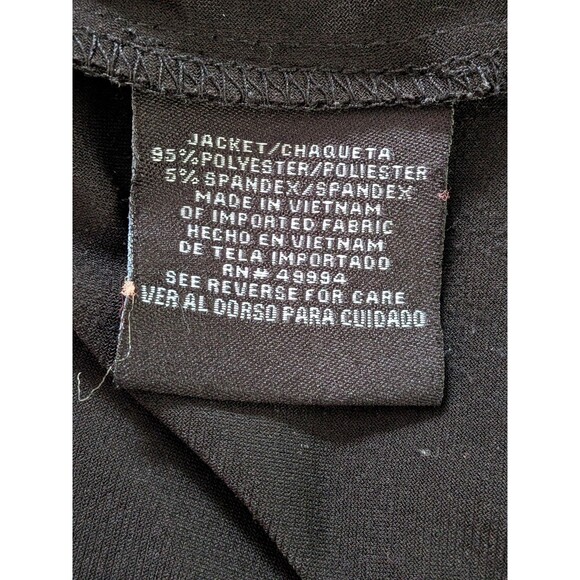 JACKET/CHAQUETA
95% POLYESTER/POLIESTER
5% SPANDEX/SPANDEX
MADE IN VIETNAM
OF IMPORTED FABRIC
HECHO EN VIETNAM
DE TELA IMPORTADO
RN# 49994
SEE REVERSE FOR CARE
VER AL DORSO PARA CUIDADO